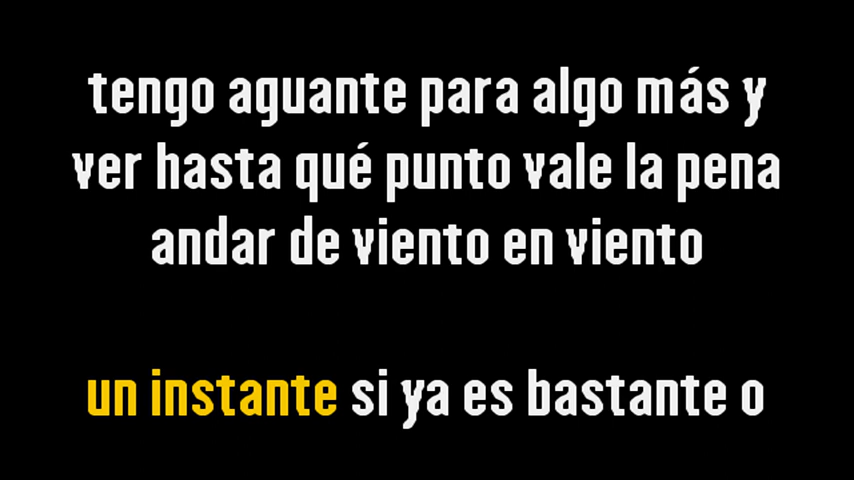 tengo aguante para algo más y
ver hasta qué punto vale la pena
andar de viento en viento
un instante si ya es bastante o